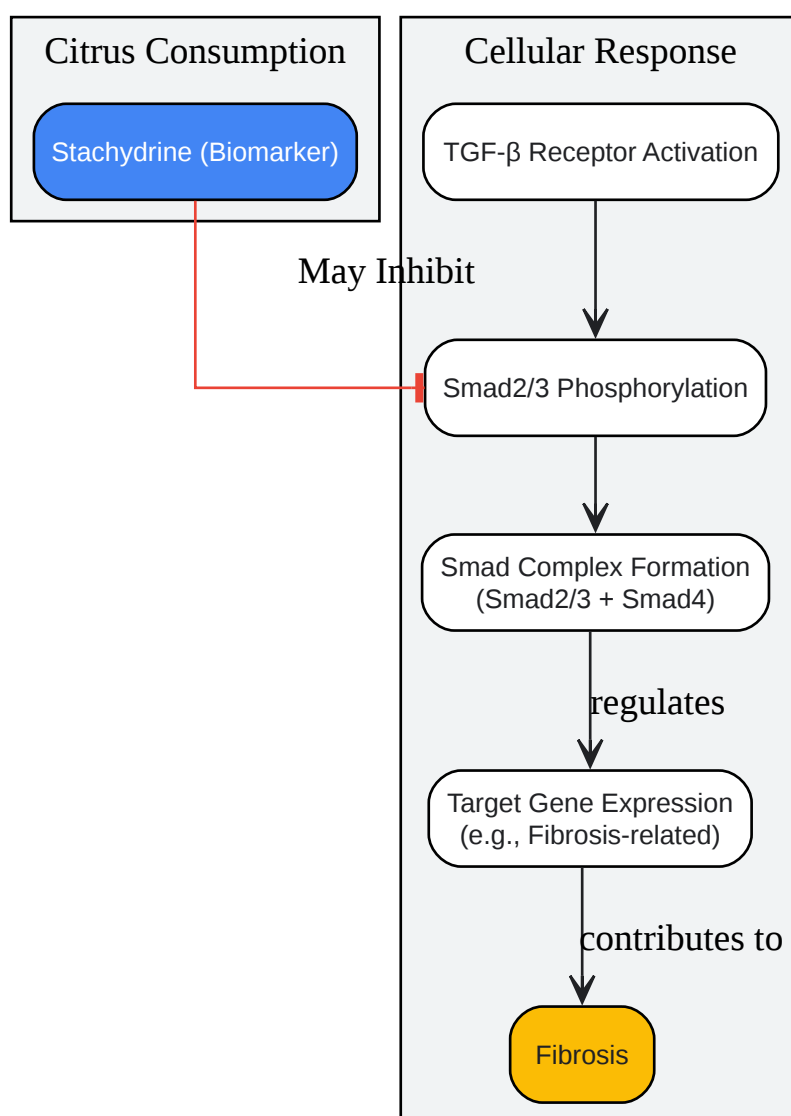 Citrus Consumption
Stachydrine (Biomarker)
Cellular Response
TGF-β Receptor Activation
May Inhibit
Smad2/3 Phosphorylation
Smad Complex Formation
(Smad2/3 + Smad4)
regulates
Target Gene Expression
(e.g., Fibrosis-related)
contributes to
Fibrosis